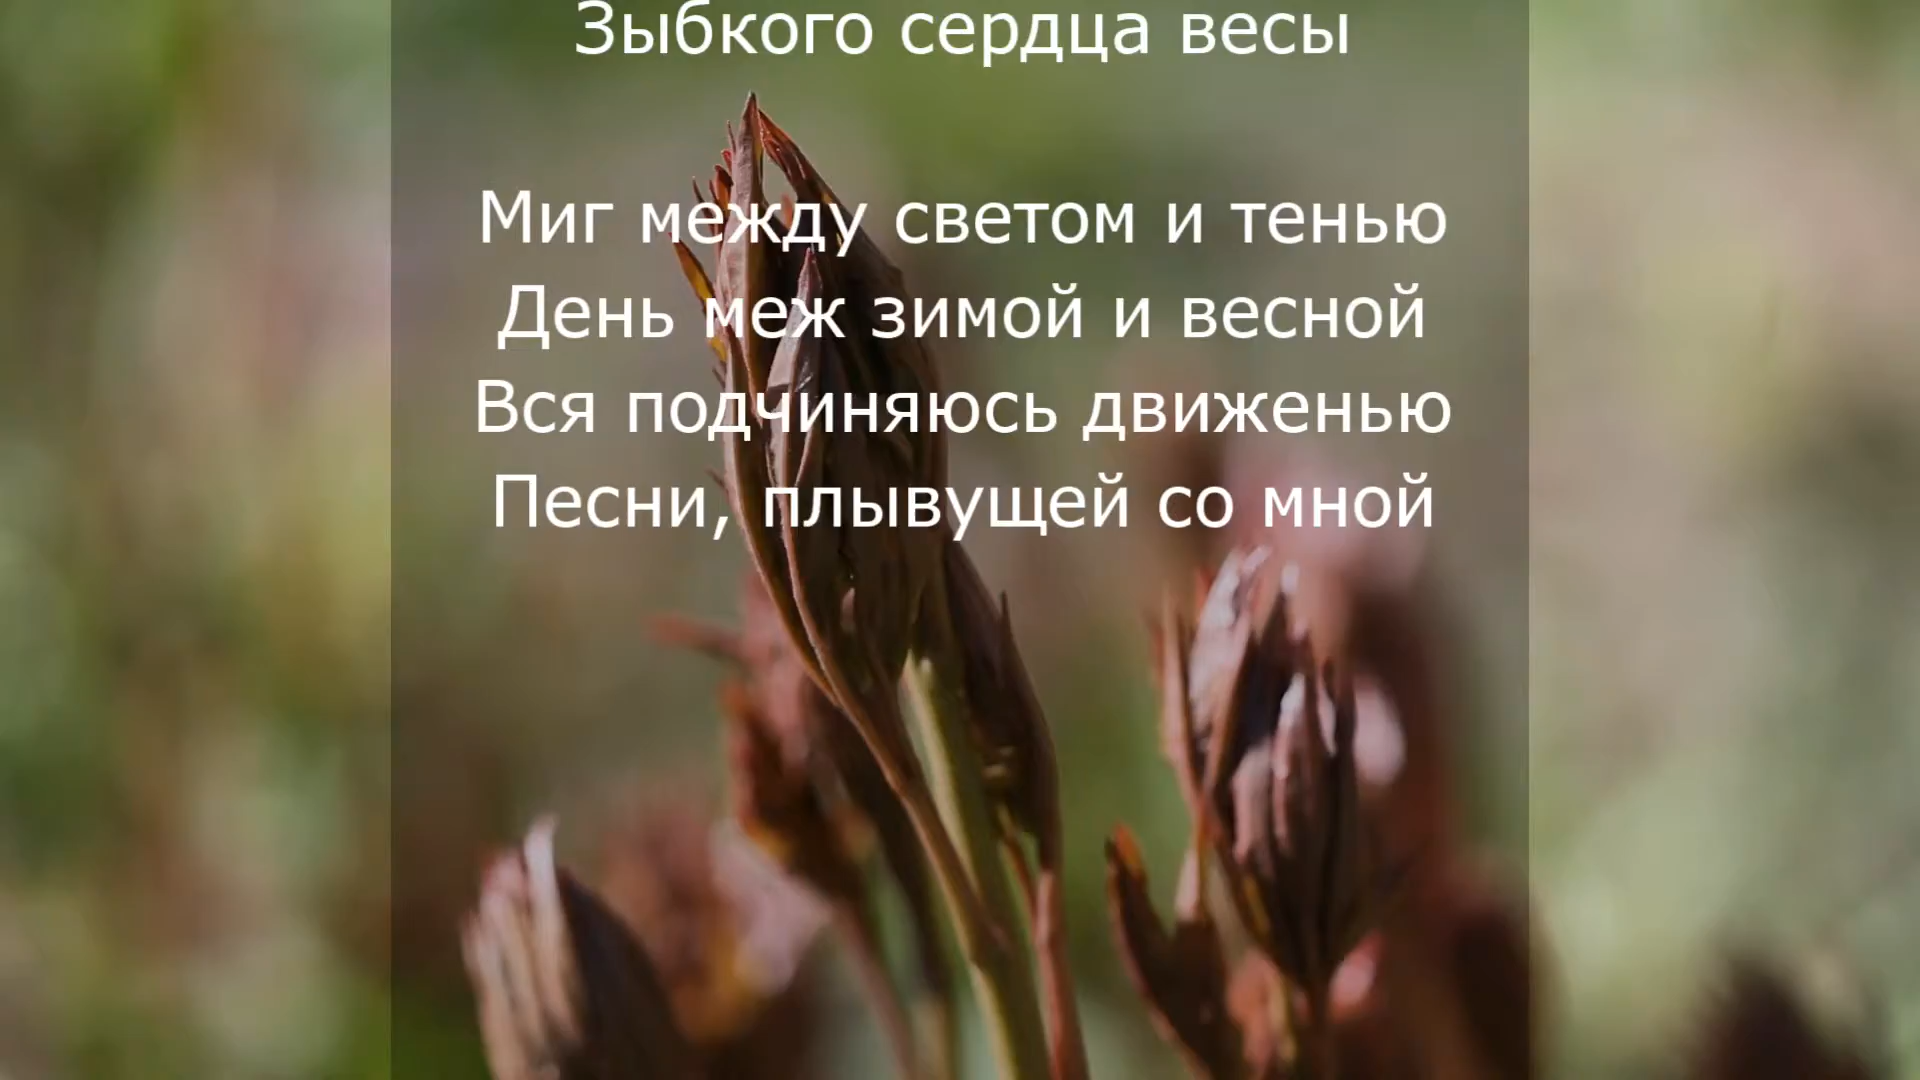 Зыбкого сердца весы
Миг между светом и тенью
День меж зимой и весной
Вся подчиняюсь движенью
Песни, плывущей со мной